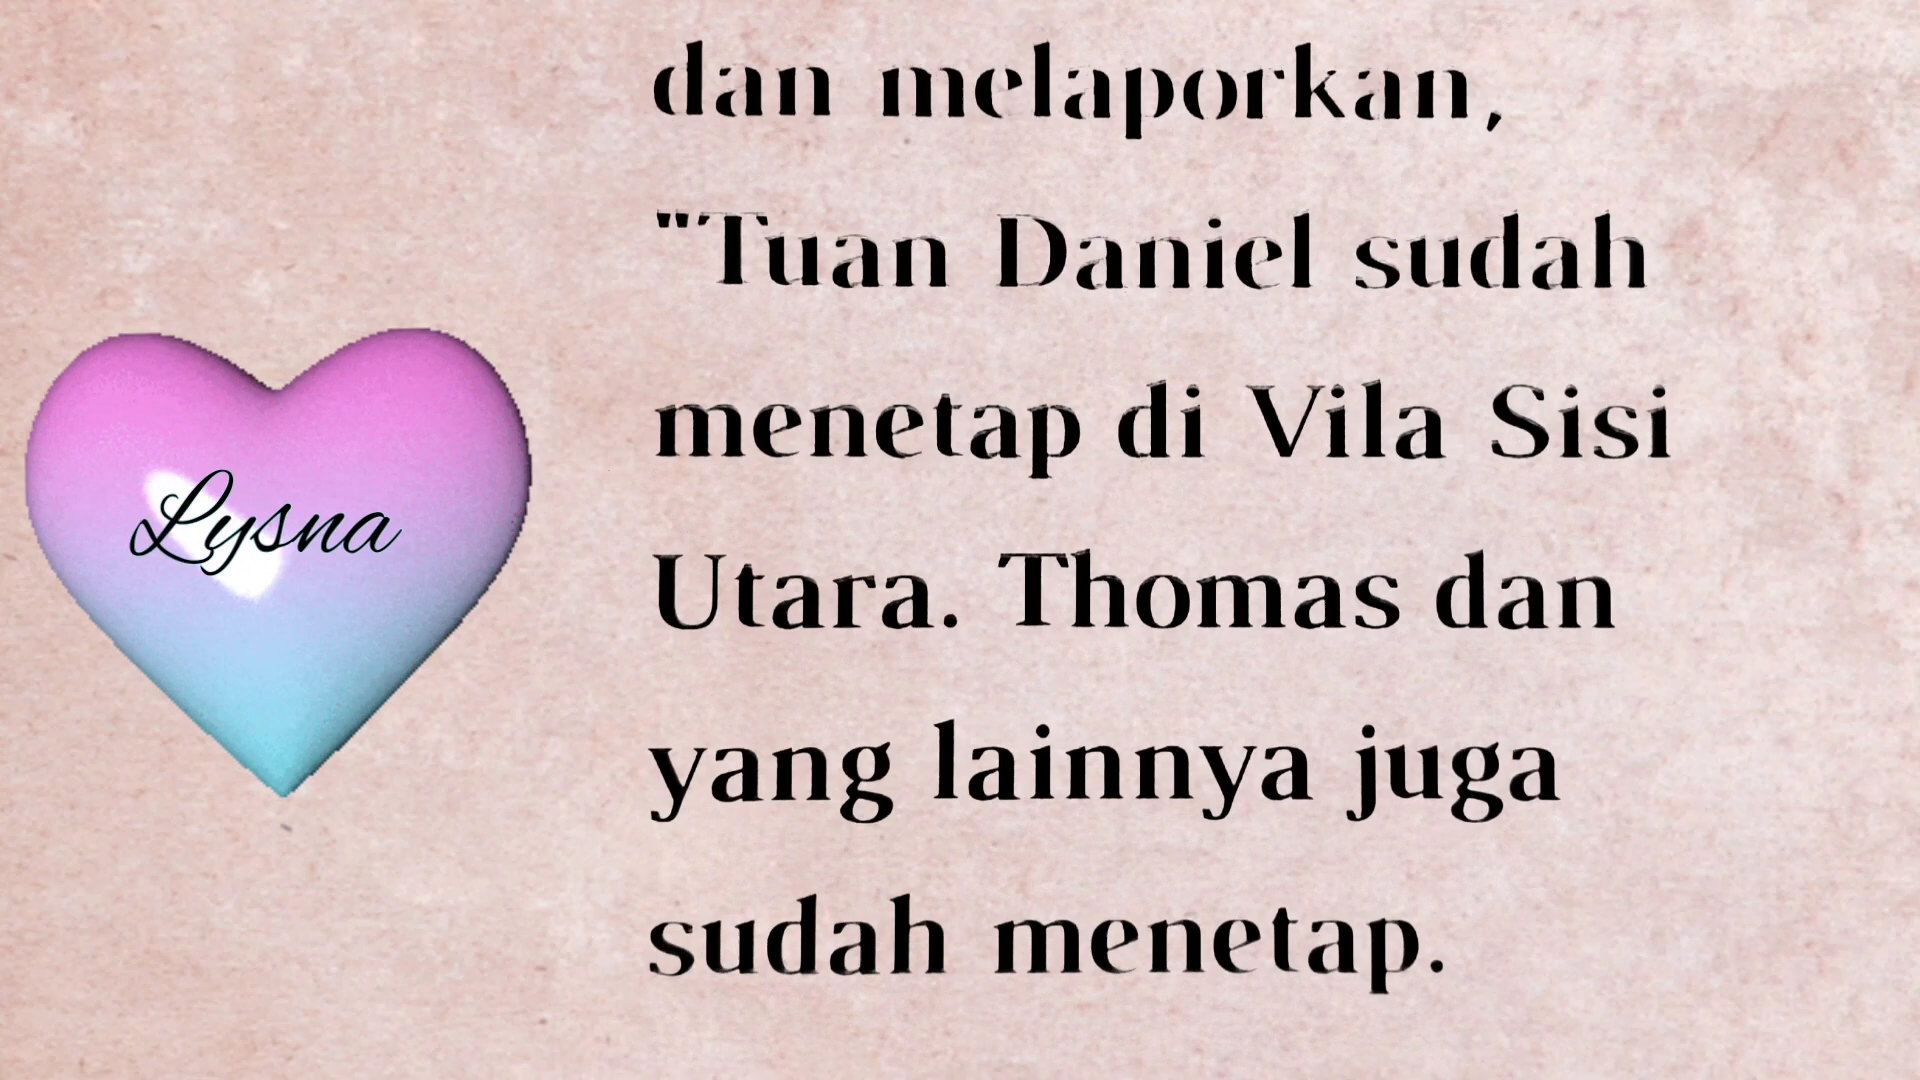 dan melaporkan,
"Tuan Daniel sudah
menetap di Vila Sisi
Utara. Thomas dan
yang lainnya juga
sudah menetap.
Lysna